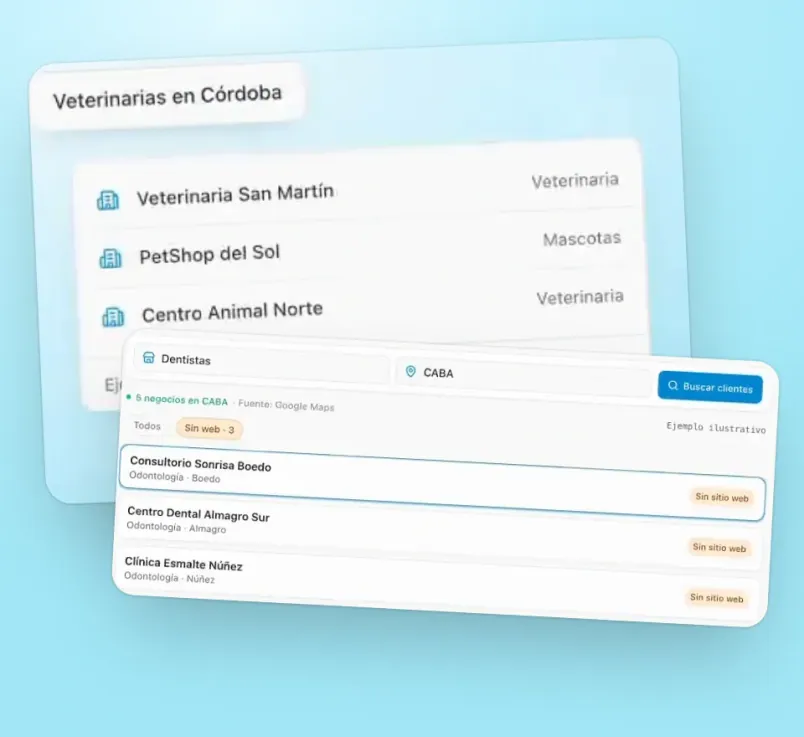 Veterinarias en Córdoba
Veterinaria San Martín Veterinaria
PetShop del Sol Mascotas
Centro Animal Norte Veterinaria
Dentistas CABA Buscar clientes
5 negocios en CABA · Fuente: Google Maps
Ejemplo ilustrativo
Todos Sin web · 3
Consultorio Sonrisa Boedo
Odontología · Boedo
Sin sitio web
Centro Dental Almagro Sur
Odontología · Almagro
Sin sitio web
Clínica Esmalte Núñez
Odontología · Núñez
Sin sitio web